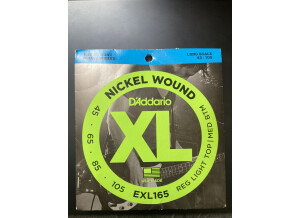 LONG SCALE
NICKEL WOUND
D'Addario
XL
45 • 65 • 85 • 105
EXL165
REG LIGHT TOP | MED BTM